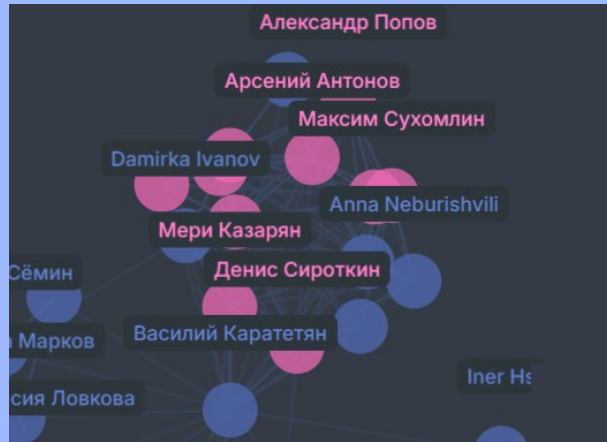 Александр Попов
Арсений Антонов
Максим Сухомлин
Damirka Ivanov
Anna Neburishvili
Мери Казарян
Денис Сироткин
Сёмин
Василий Каратетян
Марков
Iner Hs
сия Ловкова